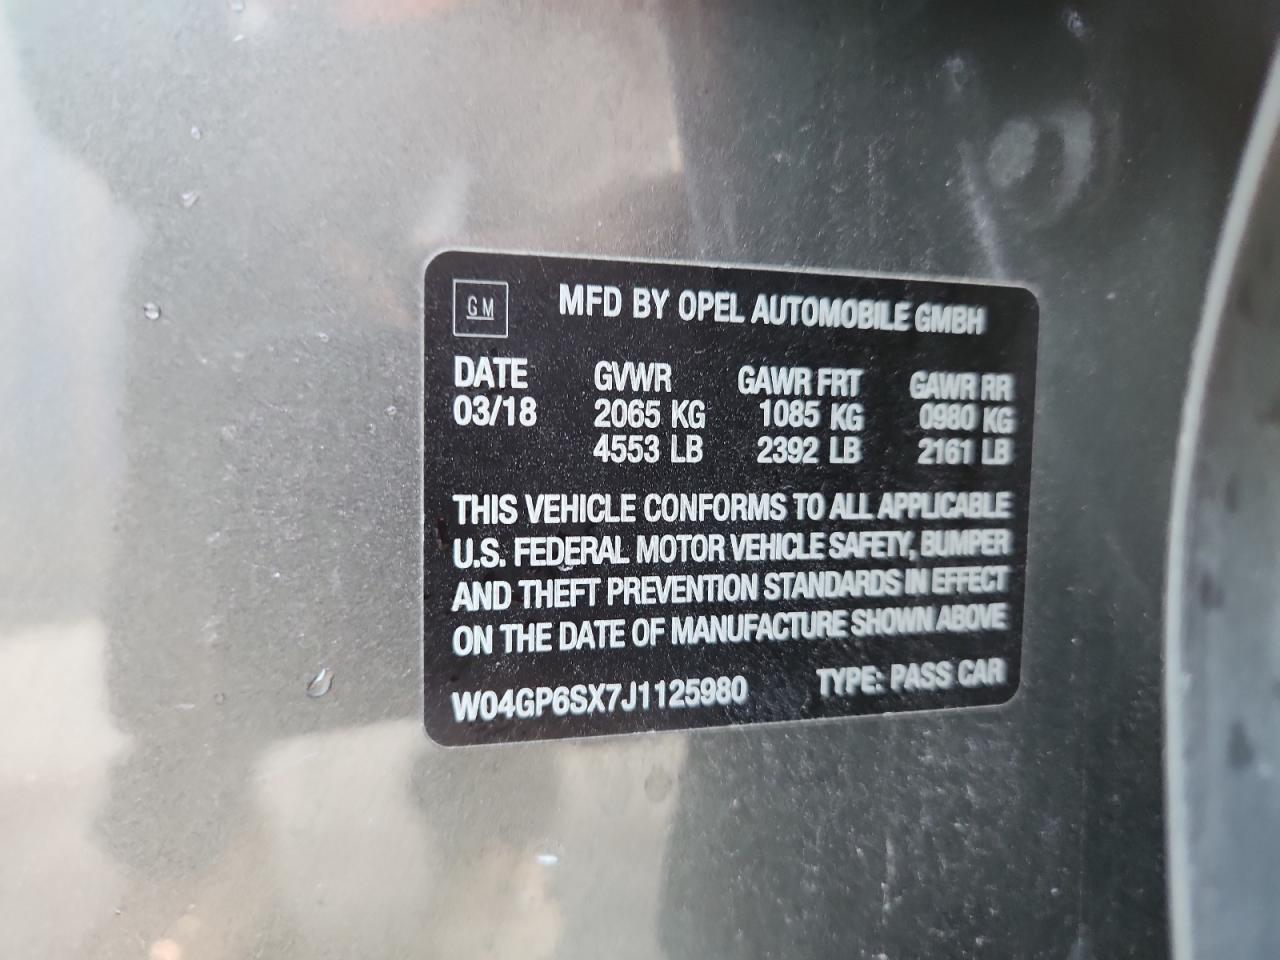 GM MFD BY OPEL AUTOMOBILE GMBH
DATE GVWR GAWR FRT GAWR RR
03/18 2065 KG 1085 KG 0980 KG
4553 LB 2392 LB 2161 LB
THIS VEHICLE CONFORMS TO ALL APPLICABLE
U.S. FEDERAL MOTOR VEHICLE SAFETY, BUMPER
AND THEFT PREVENTION STANDARDS IN EFFECT
ON THE DATE OF MANUFACTURE SHOWN ABOVE
W04GP6SX7J1125980 TYPE: PASS CAR